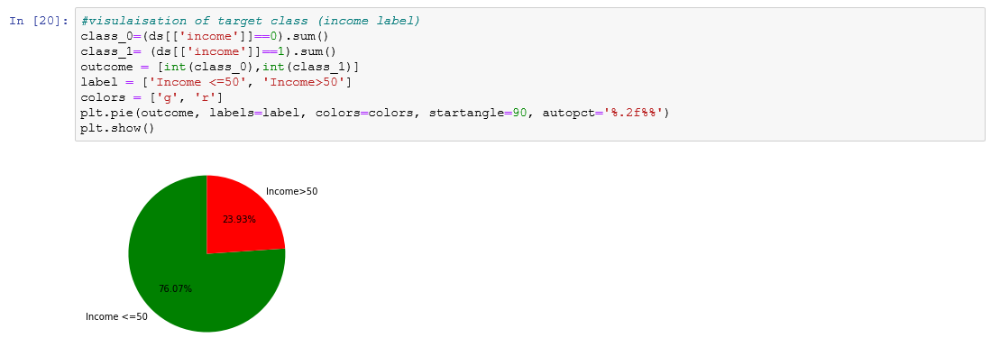 In [20]: #visulaisation of target class (income label)
class_0=(ds[['income']]==0).sum()
class_1= (ds[['income']]==1).sum()
outcome = [int(class_0),int(class_1)]
label = ['Income <=50', 'Income>50']
colors = ['g', 'r']
plt.pie(outcome, labels=label, colors=colors, startangle=90, autopct='%.2f%%')
plt.show()
Income>50
23.93%
76.07%
Income <=50